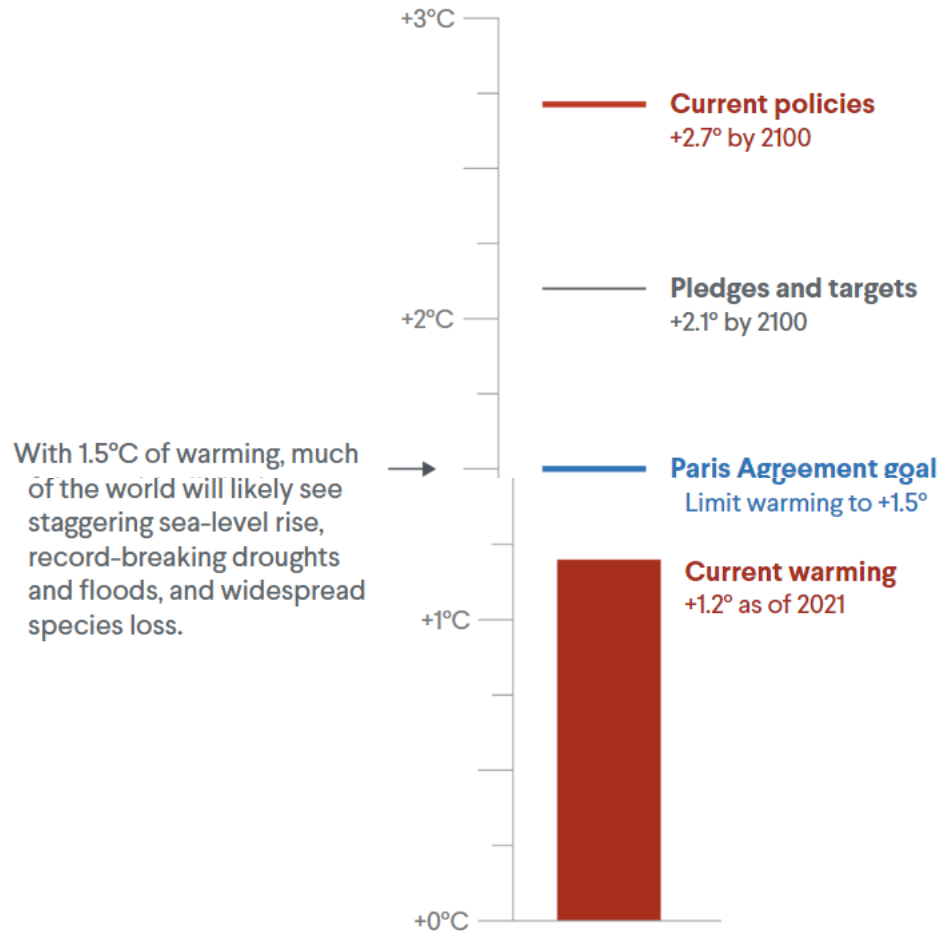 +3°C
Current policies
+2.7° by 2100
Pledges and targets
+2.1° by 2100
+2°C
With 1.5°C of warming, much
of the world will likely see
staggering sea-level rise,
record-breaking droughts
and floods, and widespread
species loss.
Paris Agreement goal
Limit warming to +1.5°
Current warming
+1.2° as of 2021
+1°C
+0°C